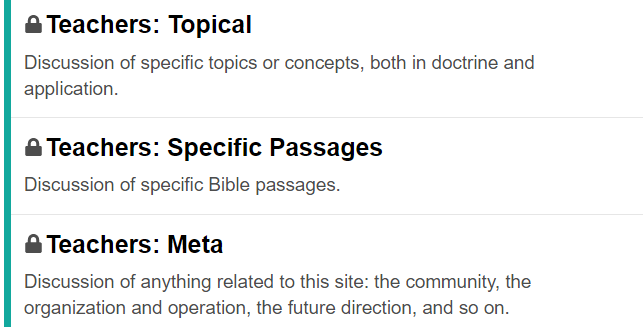 Teachers: Topical
Discussion of specific topics or concepts, both in doctrine and
application.
Teachers: Specific Passages
Discussion of specific Bible passages.
Teachers: Meta
Discussion of anything related to this site: the community, the
organization and operation, the future direction, and so on.